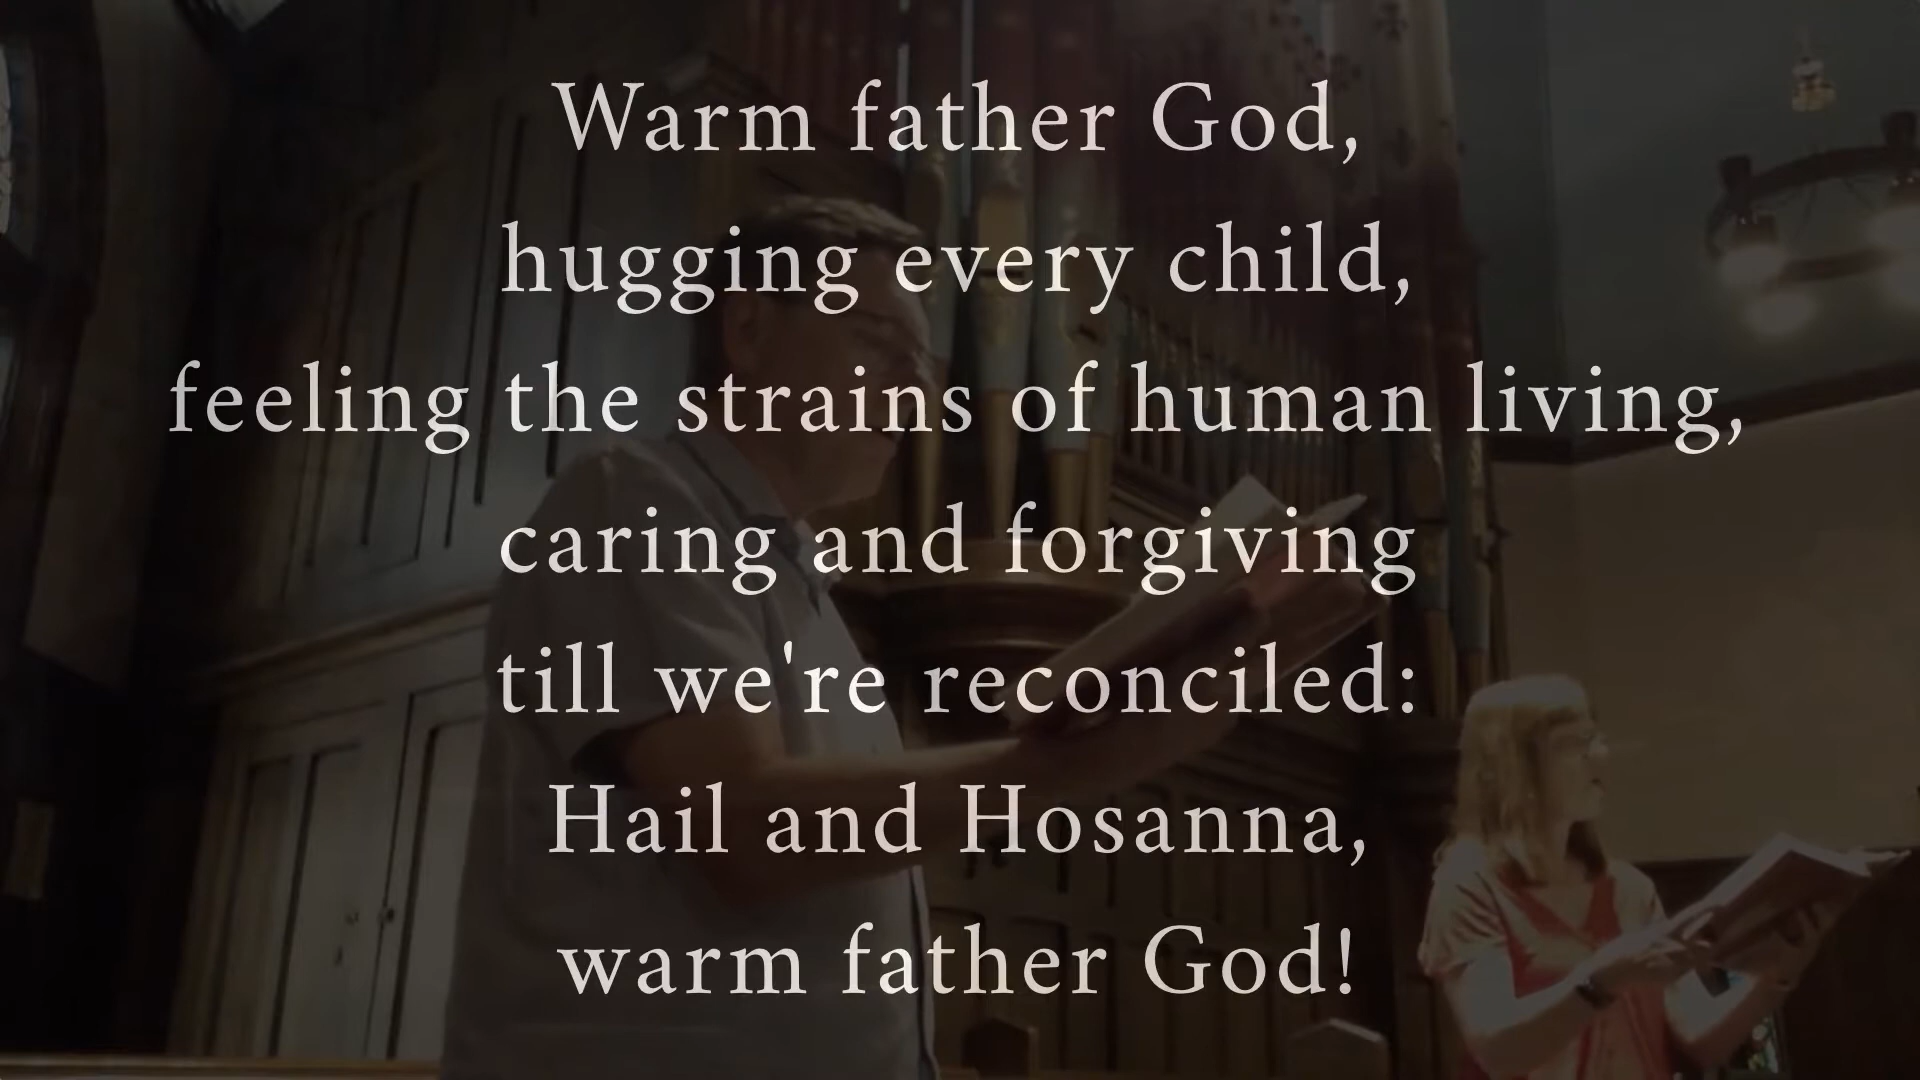 Warm father God,
hugging every child,
feeling the strains of human living,
caring and forgiving
till we're reconciled:
Hail and Hosanna,
warm father God!